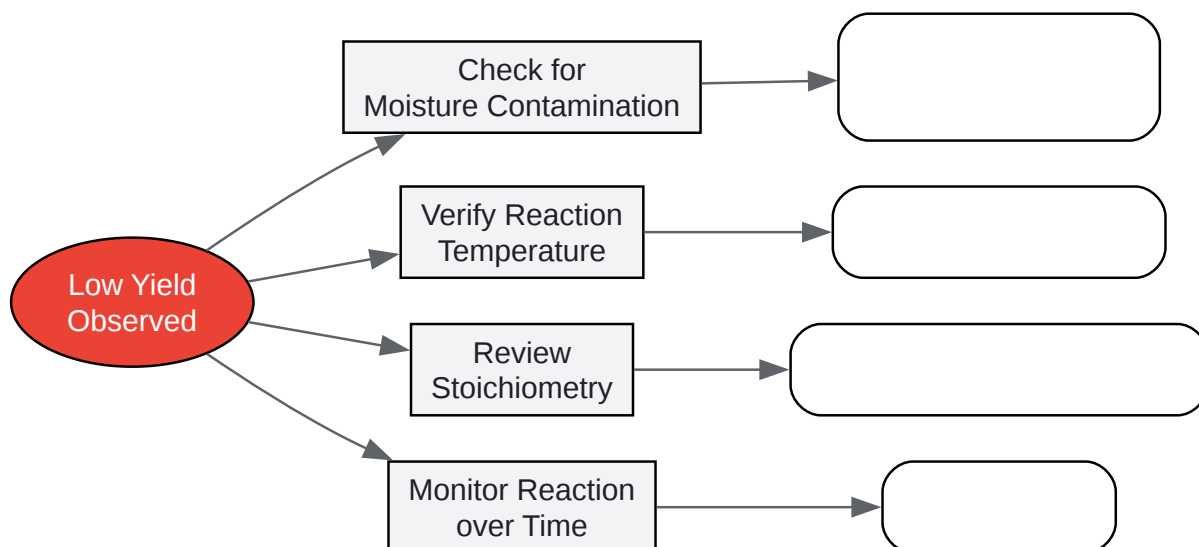 Check for
Moisture Contamination
Verify Reaction
Temperature
Low Yield
Observed
Review
Stoichiometry
Monitor Reaction
over Time